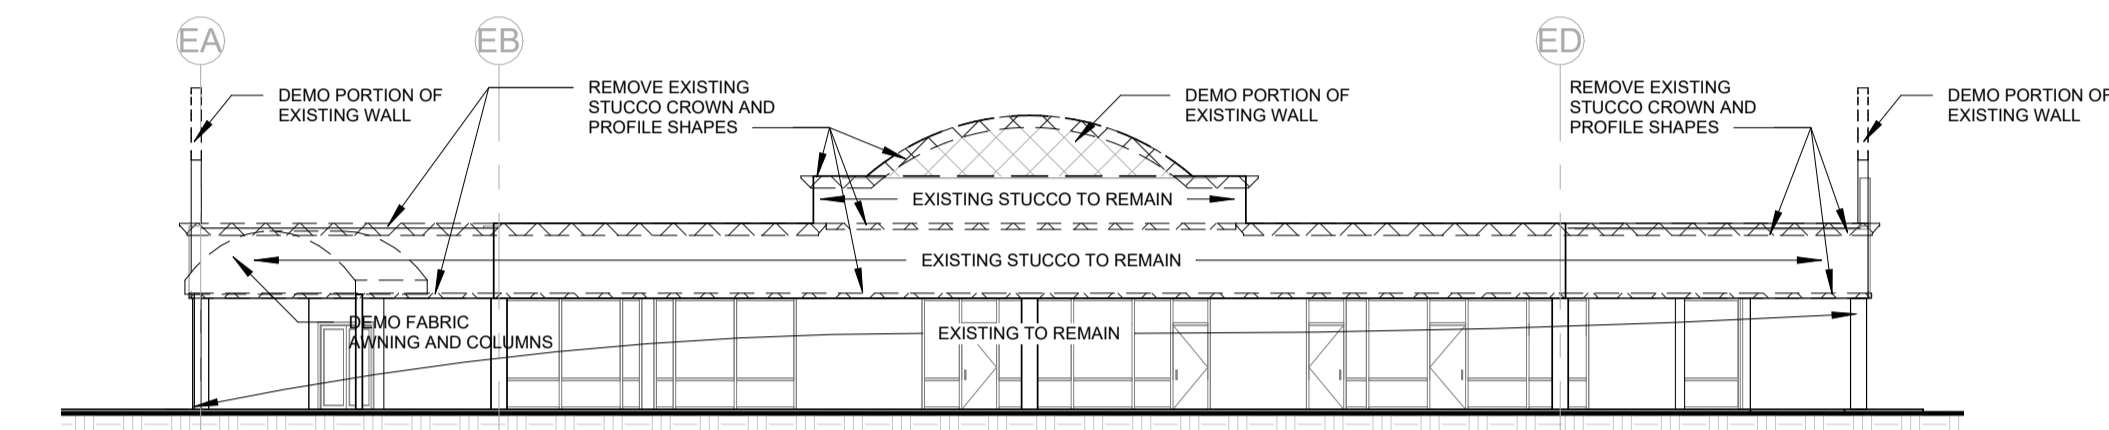 EA
EB
ED
DEMO PORTION OF
EXISTING WALL
REMOVE EXISTING
STUCCO CROWN AND
PROFILE SHAPES
DEMO PORTION OF
EXISTING WALL
REMOVE EXISTING
STUCCO CROWN AND
PROFILE SHAPES
DEMO PORTION OF
EXISTING WALL
EXISTING STUCCO TO REMAIN
EXISTING STUCCO TO REMAIN
DEMO FABRIC
AWNING AND COLUMNS
EXISTING TO REMAIN